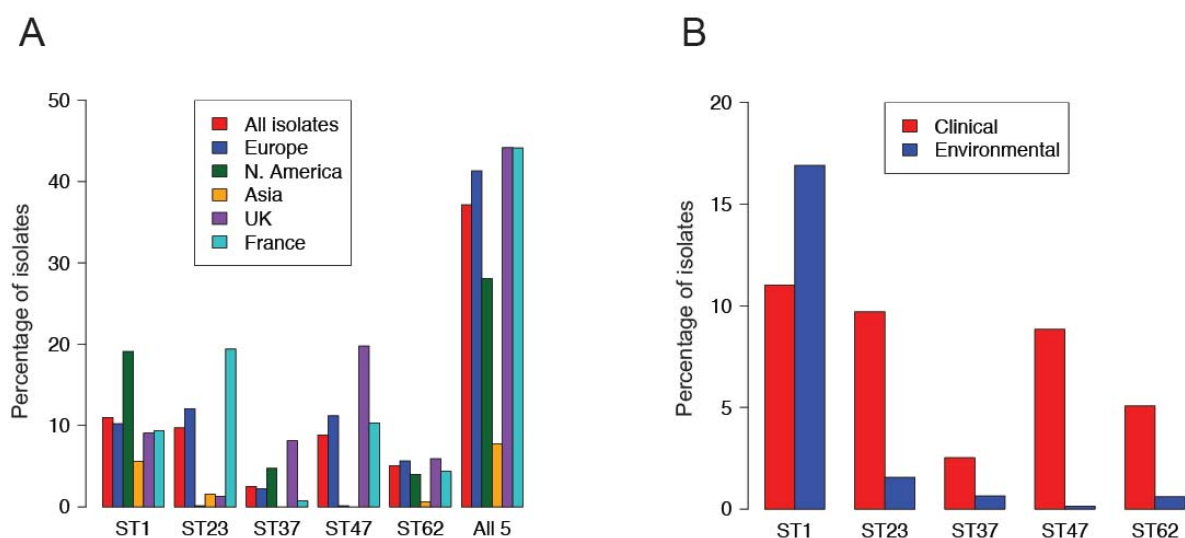 A
Percentage of isolates
50
40
30
20
10
0
All isolates
Europe
N. America
Asia
UK
France
ST1 ST23 ST37 ST47 ST62 All 5
B
Percentage of isolates
20
15
10
5
0
Clinical
Environmental
ST1 ST23 ST37 ST47 ST62